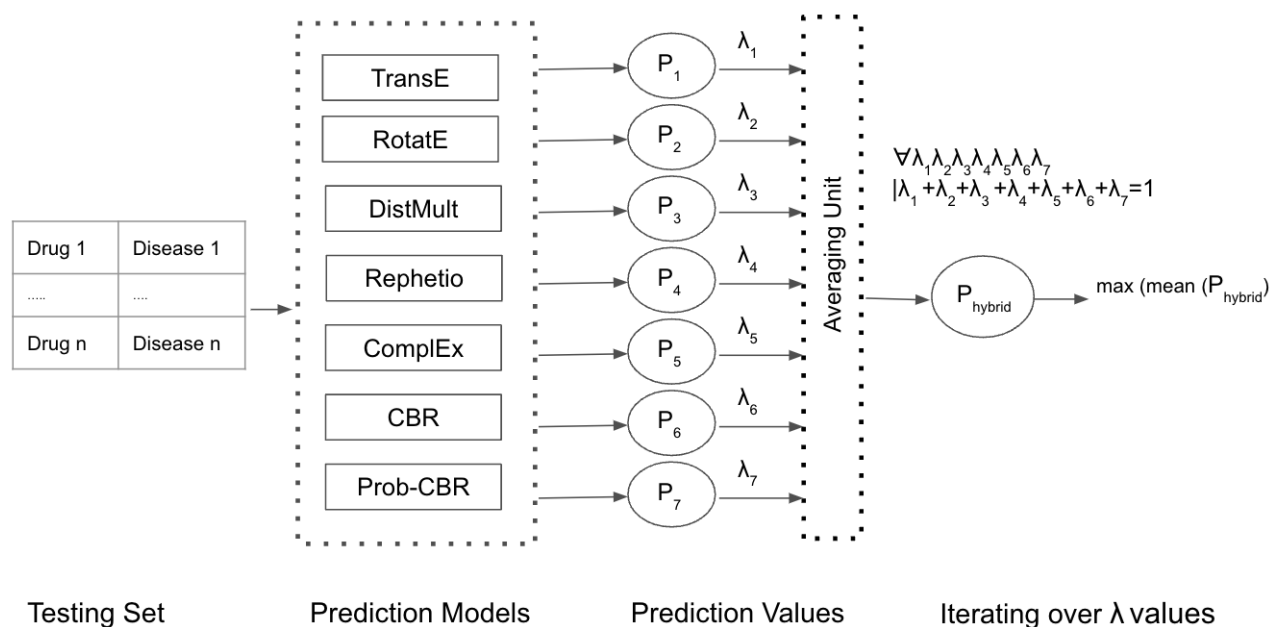 Drug 1 Disease 1
..... ....
Drug n Disease n
TransE
RotatE
DistMult
Rephetio
ComplEx
CBR
Prob-CBR
P₁
P₂
P₃
P₄
P₅
P₆
P₇
λ₁
λ₂
λ₃
λ₄
λ₅
λ₆
λ₇
Averaging Unit
∀λ₁λ₂λ₃λ₄λ₅λ₆λ₇
|λ₁+λ₂+λ₃+λ₄+λ₅+λ₆+λ₇=1
P_hybrid
max (mean (P_hybrid)
Testing Set
Prediction Models
Prediction Values
Iterating over λ values